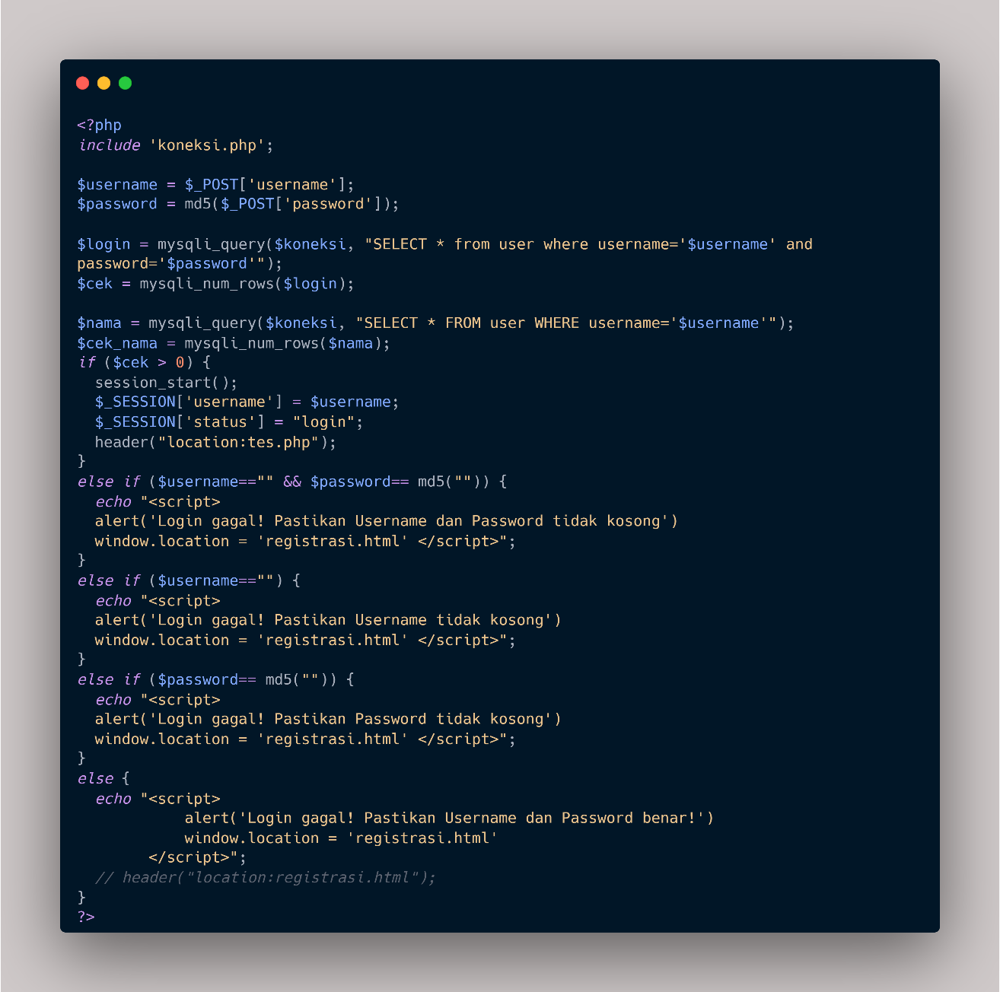 <?php
include 'koneksi.php';

$username = $_POST['username'];
$password = md5($_POST['password']);

$login = mysqli_query($koneksi, "SELECT * from user where username='$username' and
password='$password'");
$cek = mysqli_num_rows($login);

$nama = mysqli_query($koneksi, "SELECT * FROM user WHERE username='$username'");
$cek_nama = mysqli_num_rows($nama);
if ($cek > 0) {
  session_start();
  $_SESSION['username'] = $username;
  $_SESSION['status'] = "login";
  header("location:tes.php");
}
else if ($username=="" && $password== md5("")) {
  echo "<script>
  alert('Login gagal! Pastikan Username dan Password tidak kosong')
  window.location = 'registrasi.html' </script>";
}
else if ($username=="") {
  echo "<script>
  alert('Login gagal! Pastikan Username tidak kosong')
  window.location = 'registrasi.html' </script>";
}
else if ($password== md5("")) {
  echo "<script>
  alert('Login gagal! Pastikan Password tidak kosong')
  window.location = 'registrasi.html' </script>";
}
else {
  echo "<script>
            alert('Login gagal! Pastikan Username dan Password benar!')
            window.location = 'registrasi.html'
        </script>";
  // header("location:registrasi.html");
}
?>